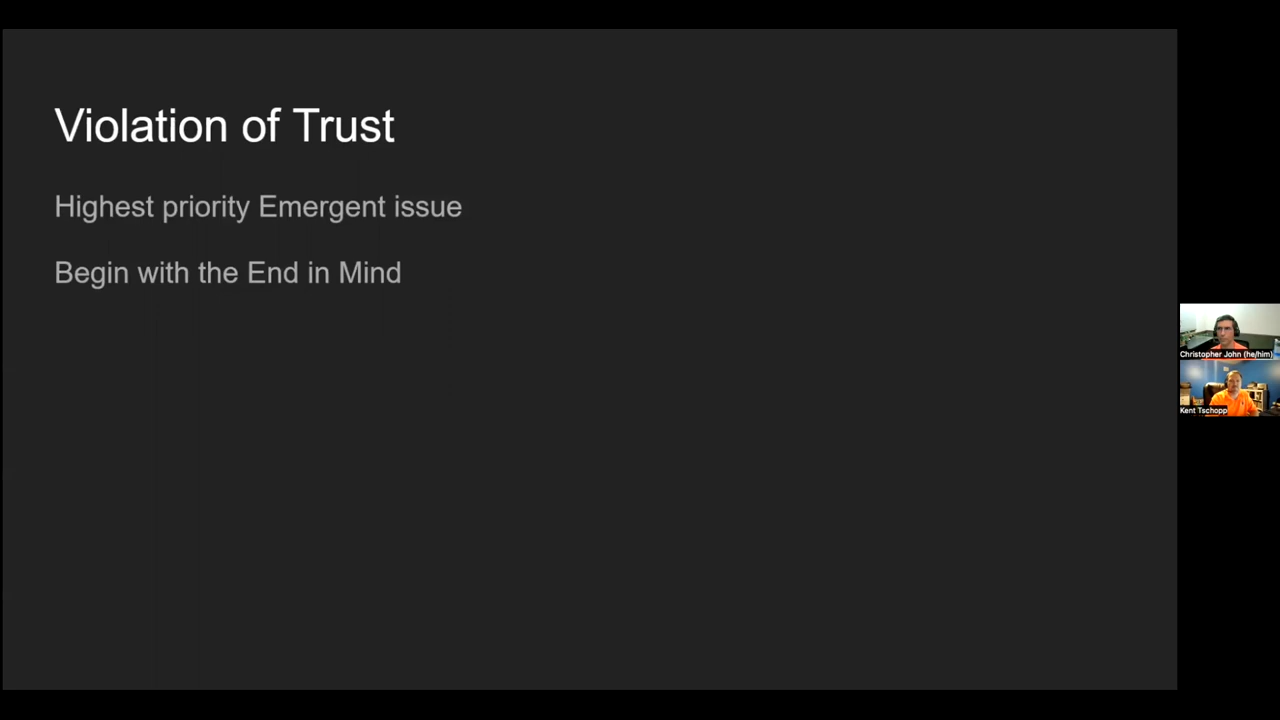 Violation of Trust
Highest priority Emergent issue
Begin with the End in Mind
Christopher John (he/him)
Kent Tschopp